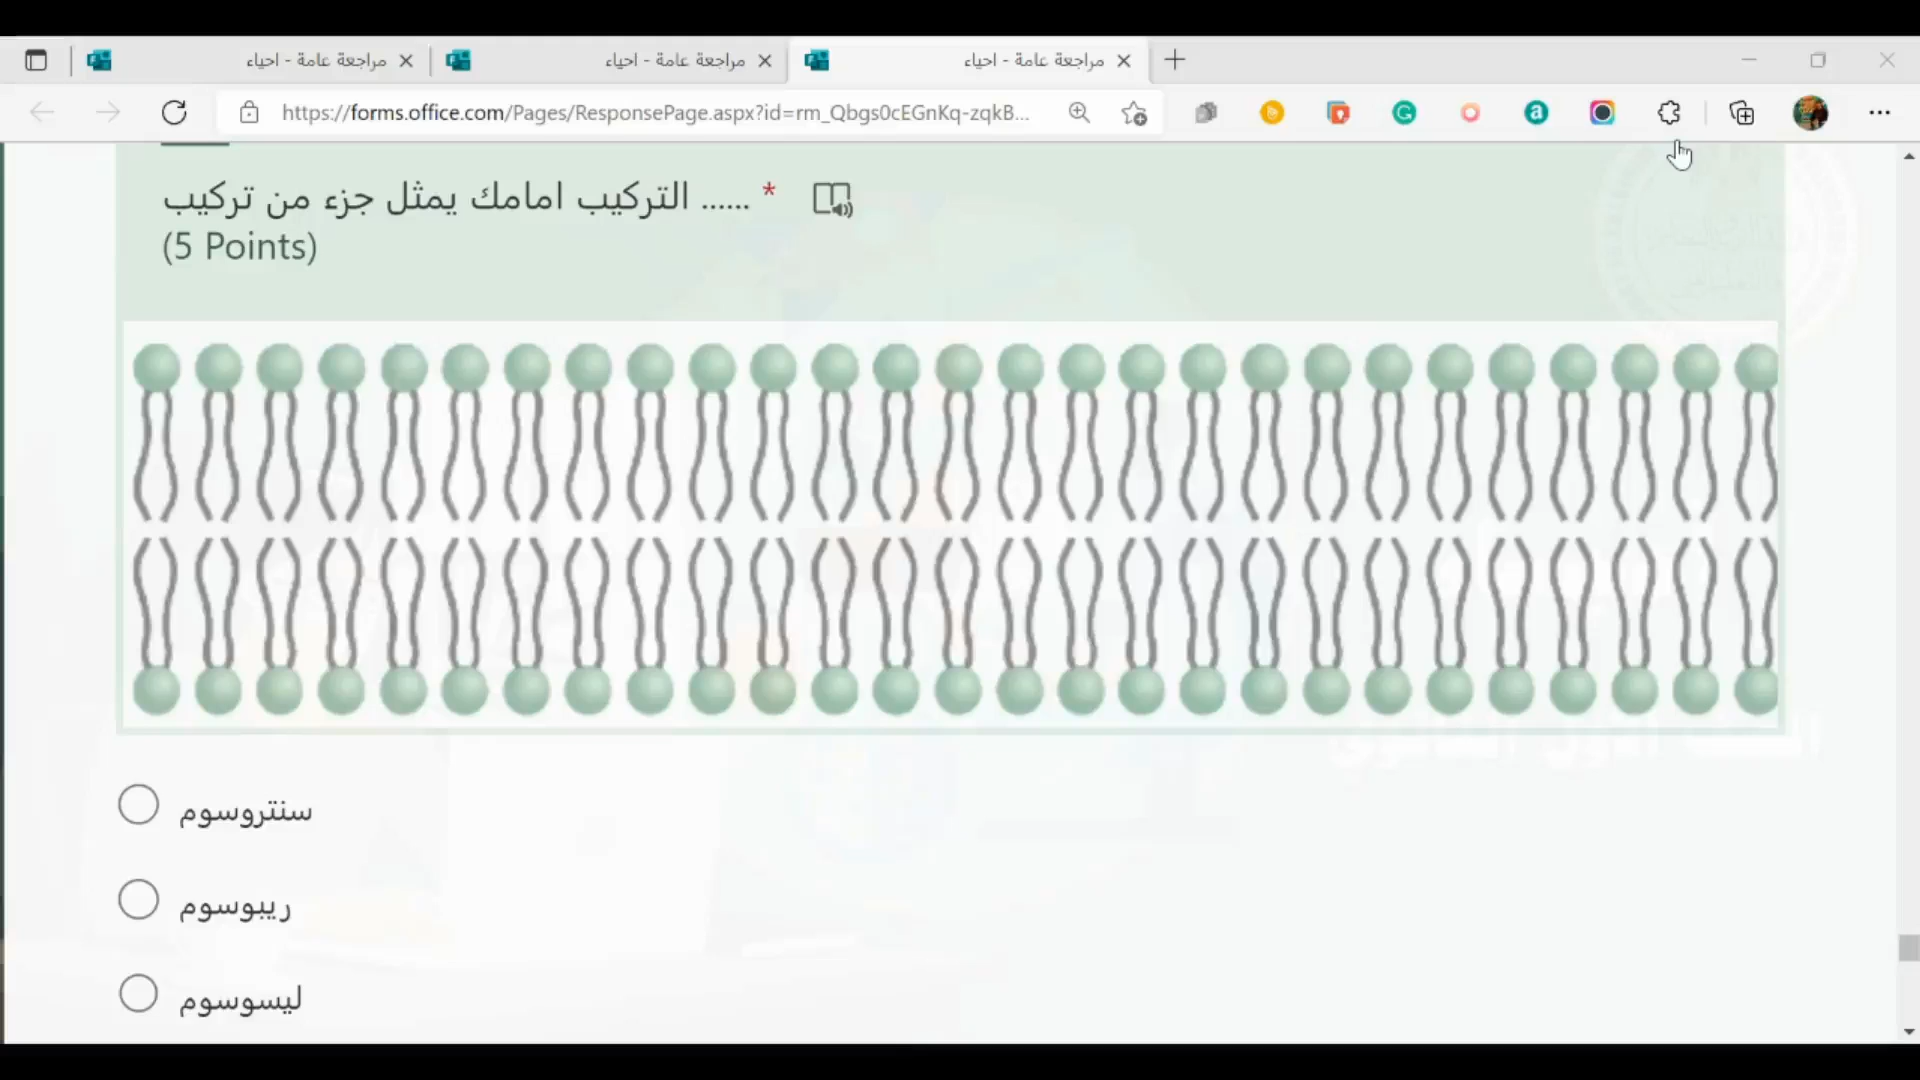 مراجعة عامة - احياء
مراجعة عامة - احياء
مراجعة عامة - احياء
https://forms.office.com/Pages/ResponsePage.aspx?id=rm_Qbgs0cEGnKq-zqkB...
التركيب امامك يمثل جزء من تركيب ...... *
(5 Points)
سنتروسوم
ريبوسوم
ليسوسوم